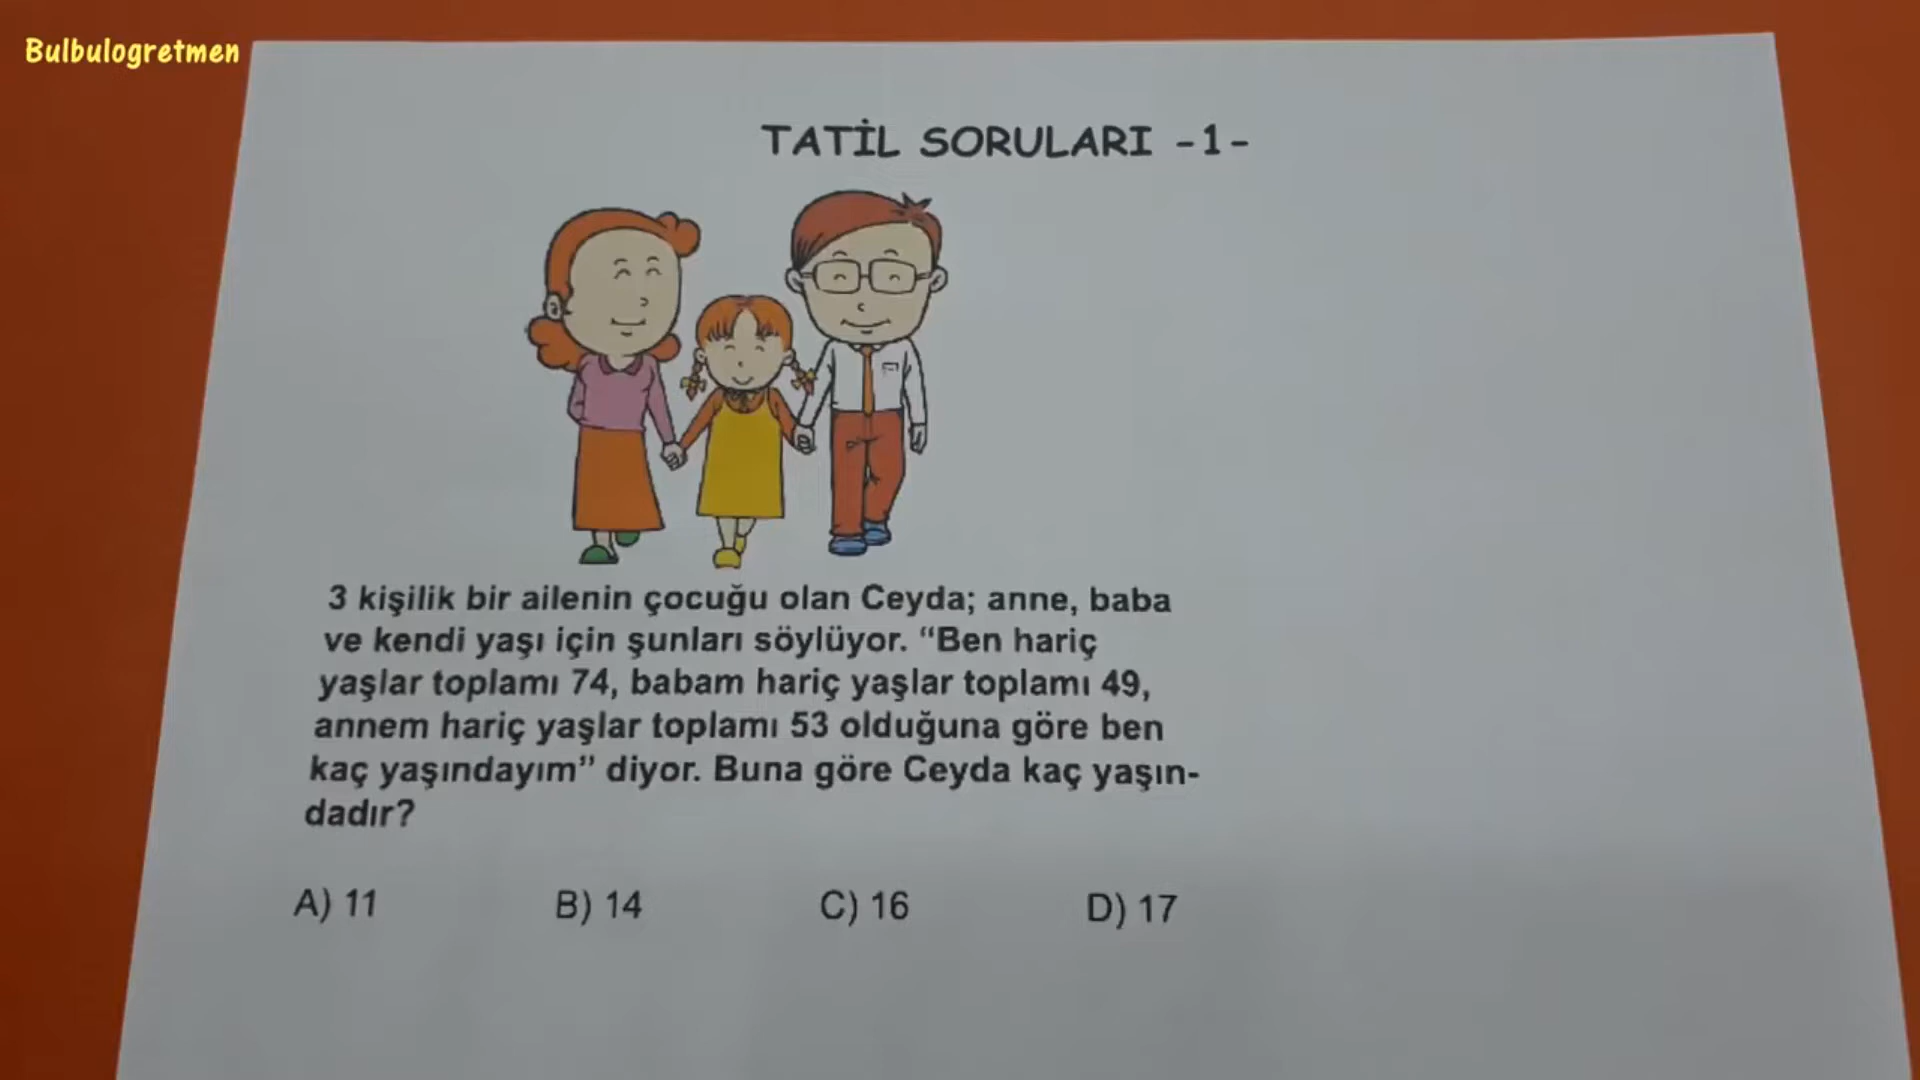 Bulbulogretmen
TATİL SORULARI -1-
3 kişilik bir ailenin çocuğu olan Ceyda; anne, baba
ve kendi yaşı için şunları söylüyor. “Ben hariç
yaşlar toplamı 74, babam hariç yaşlar toplamı 49,
annem hariç yaşlar toplamı 53 olduğuna göre ben
kaç yaşındayım” diyor. Buna göre Ceyda kaç yaşın-
dadır?
A) 11 B) 14 C) 16 D) 17